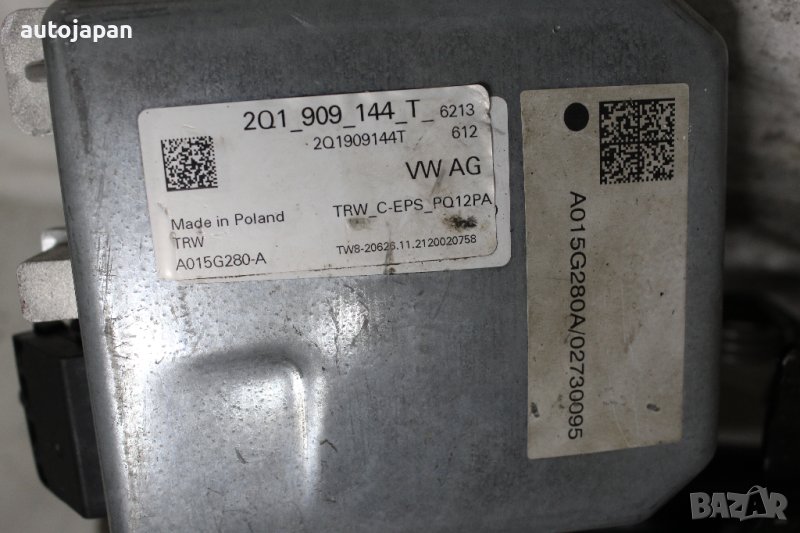 autojapan
2Q1_909_144_T_ 6213
2Q1909144T 612
VW AG
Made in Poland TRW_C-EPS_PQ12PA
TRW
A015G280-A TW8-20626.11.2120020758
A015G280A/02730095
BAZAR